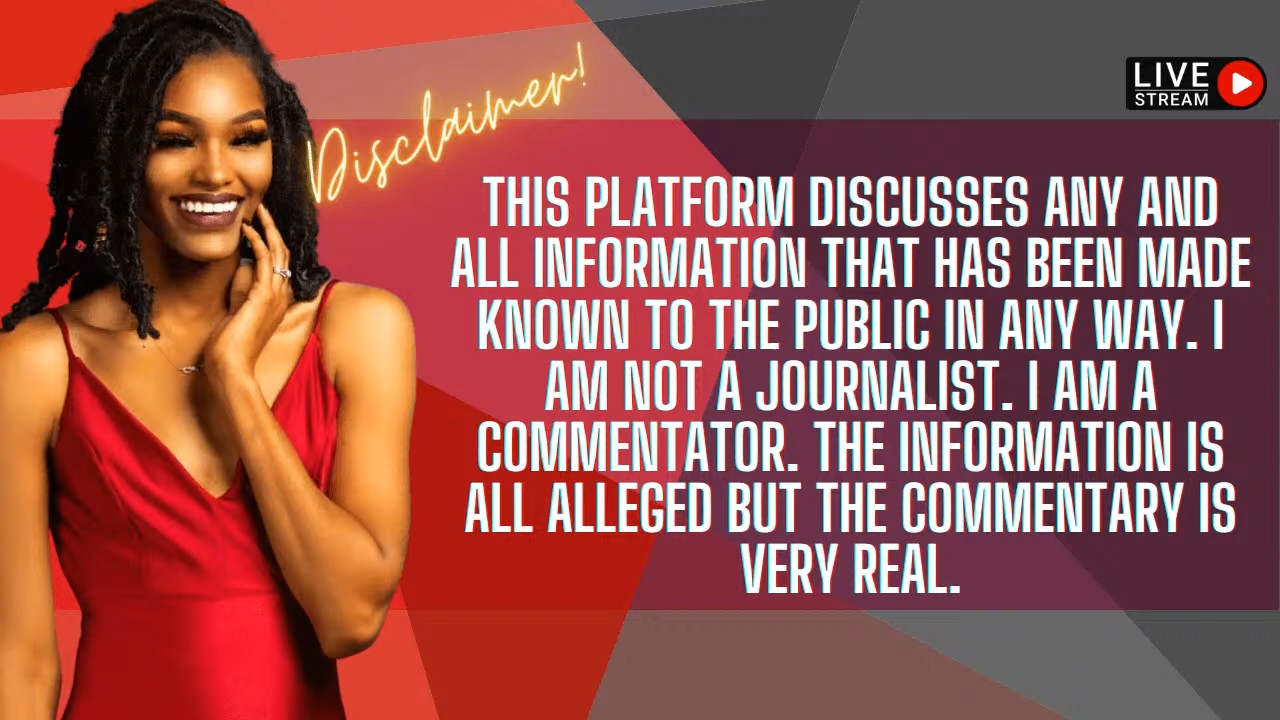 Disclaimer!
LIVE
STREAM
THIS PLATFORM DISCUSSES ANY AND
ALL INFORMATION THAT HAS BEEN MADE
KNOWN TO THE PUBLIC IN ANY WAY. I
AM NOT A JOURNALIST. I AM A
COMMENTATOR. THE INFORMATION IS
ALL ALLEGED BUT THE COMMENTARY IS
VERY REAL.